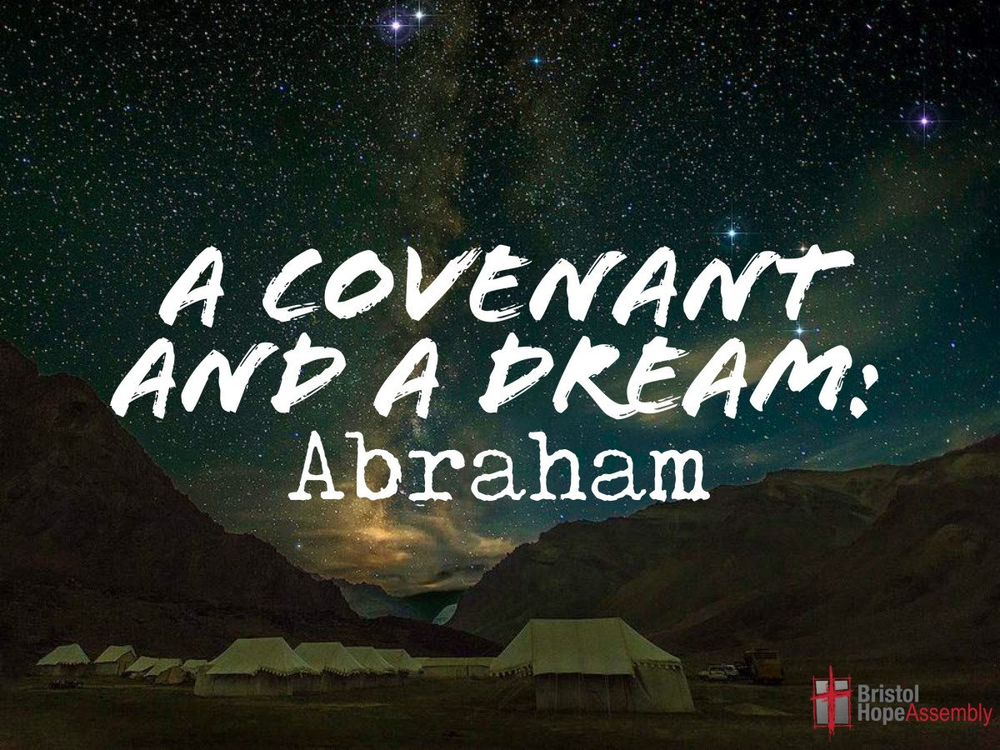 A COVENANT
AND A DREAM:
Abraham
Bristol
HopeAssembly